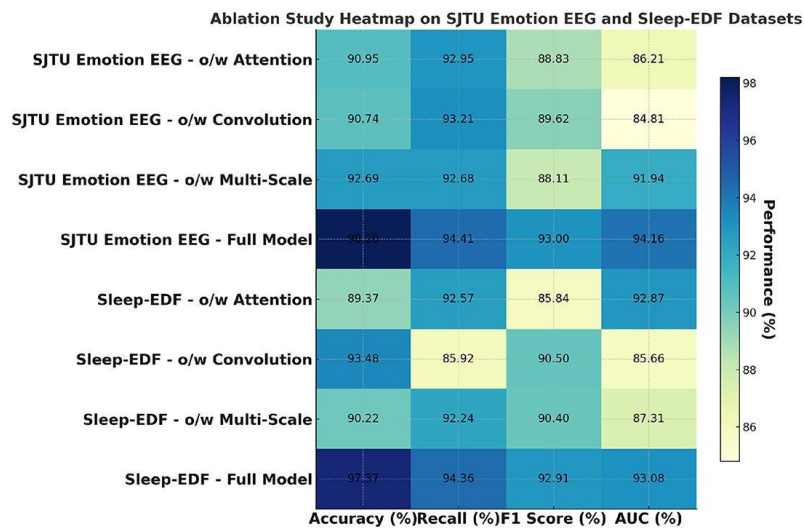 Ablation Study Heatmap on SJTU Emotion EEG and Sleep-EDF Datasets
SJTU Emotion EEG - o/w Attention 90.95 92.95 88.83 86.21
SJTU Emotion EEG - o/w Convolution 90.74 93.21 89.62 84.81
SJTU Emotion EEG - o/w Multi-Scale 92.69 92.68 88.11 91.94
SJTU Emotion EEG - Full Model 98.20 94.41 93.00 94.16
Sleep-EDF - o/w Attention 89.37 92.57 85.84 92.87
Sleep-EDF - o/w Convolution 93.48 85.92 90.50 85.66
Sleep-EDF - o/w Multi-Scale 90.22 92.24 90.40 87.31
Sleep-EDF - Full Model 97.37 94.36 92.91 93.08
Accuracy (%) Recall (%) F1 Score (%) AUC (%)
98
96
94
92
90
88
86
Performance (%)